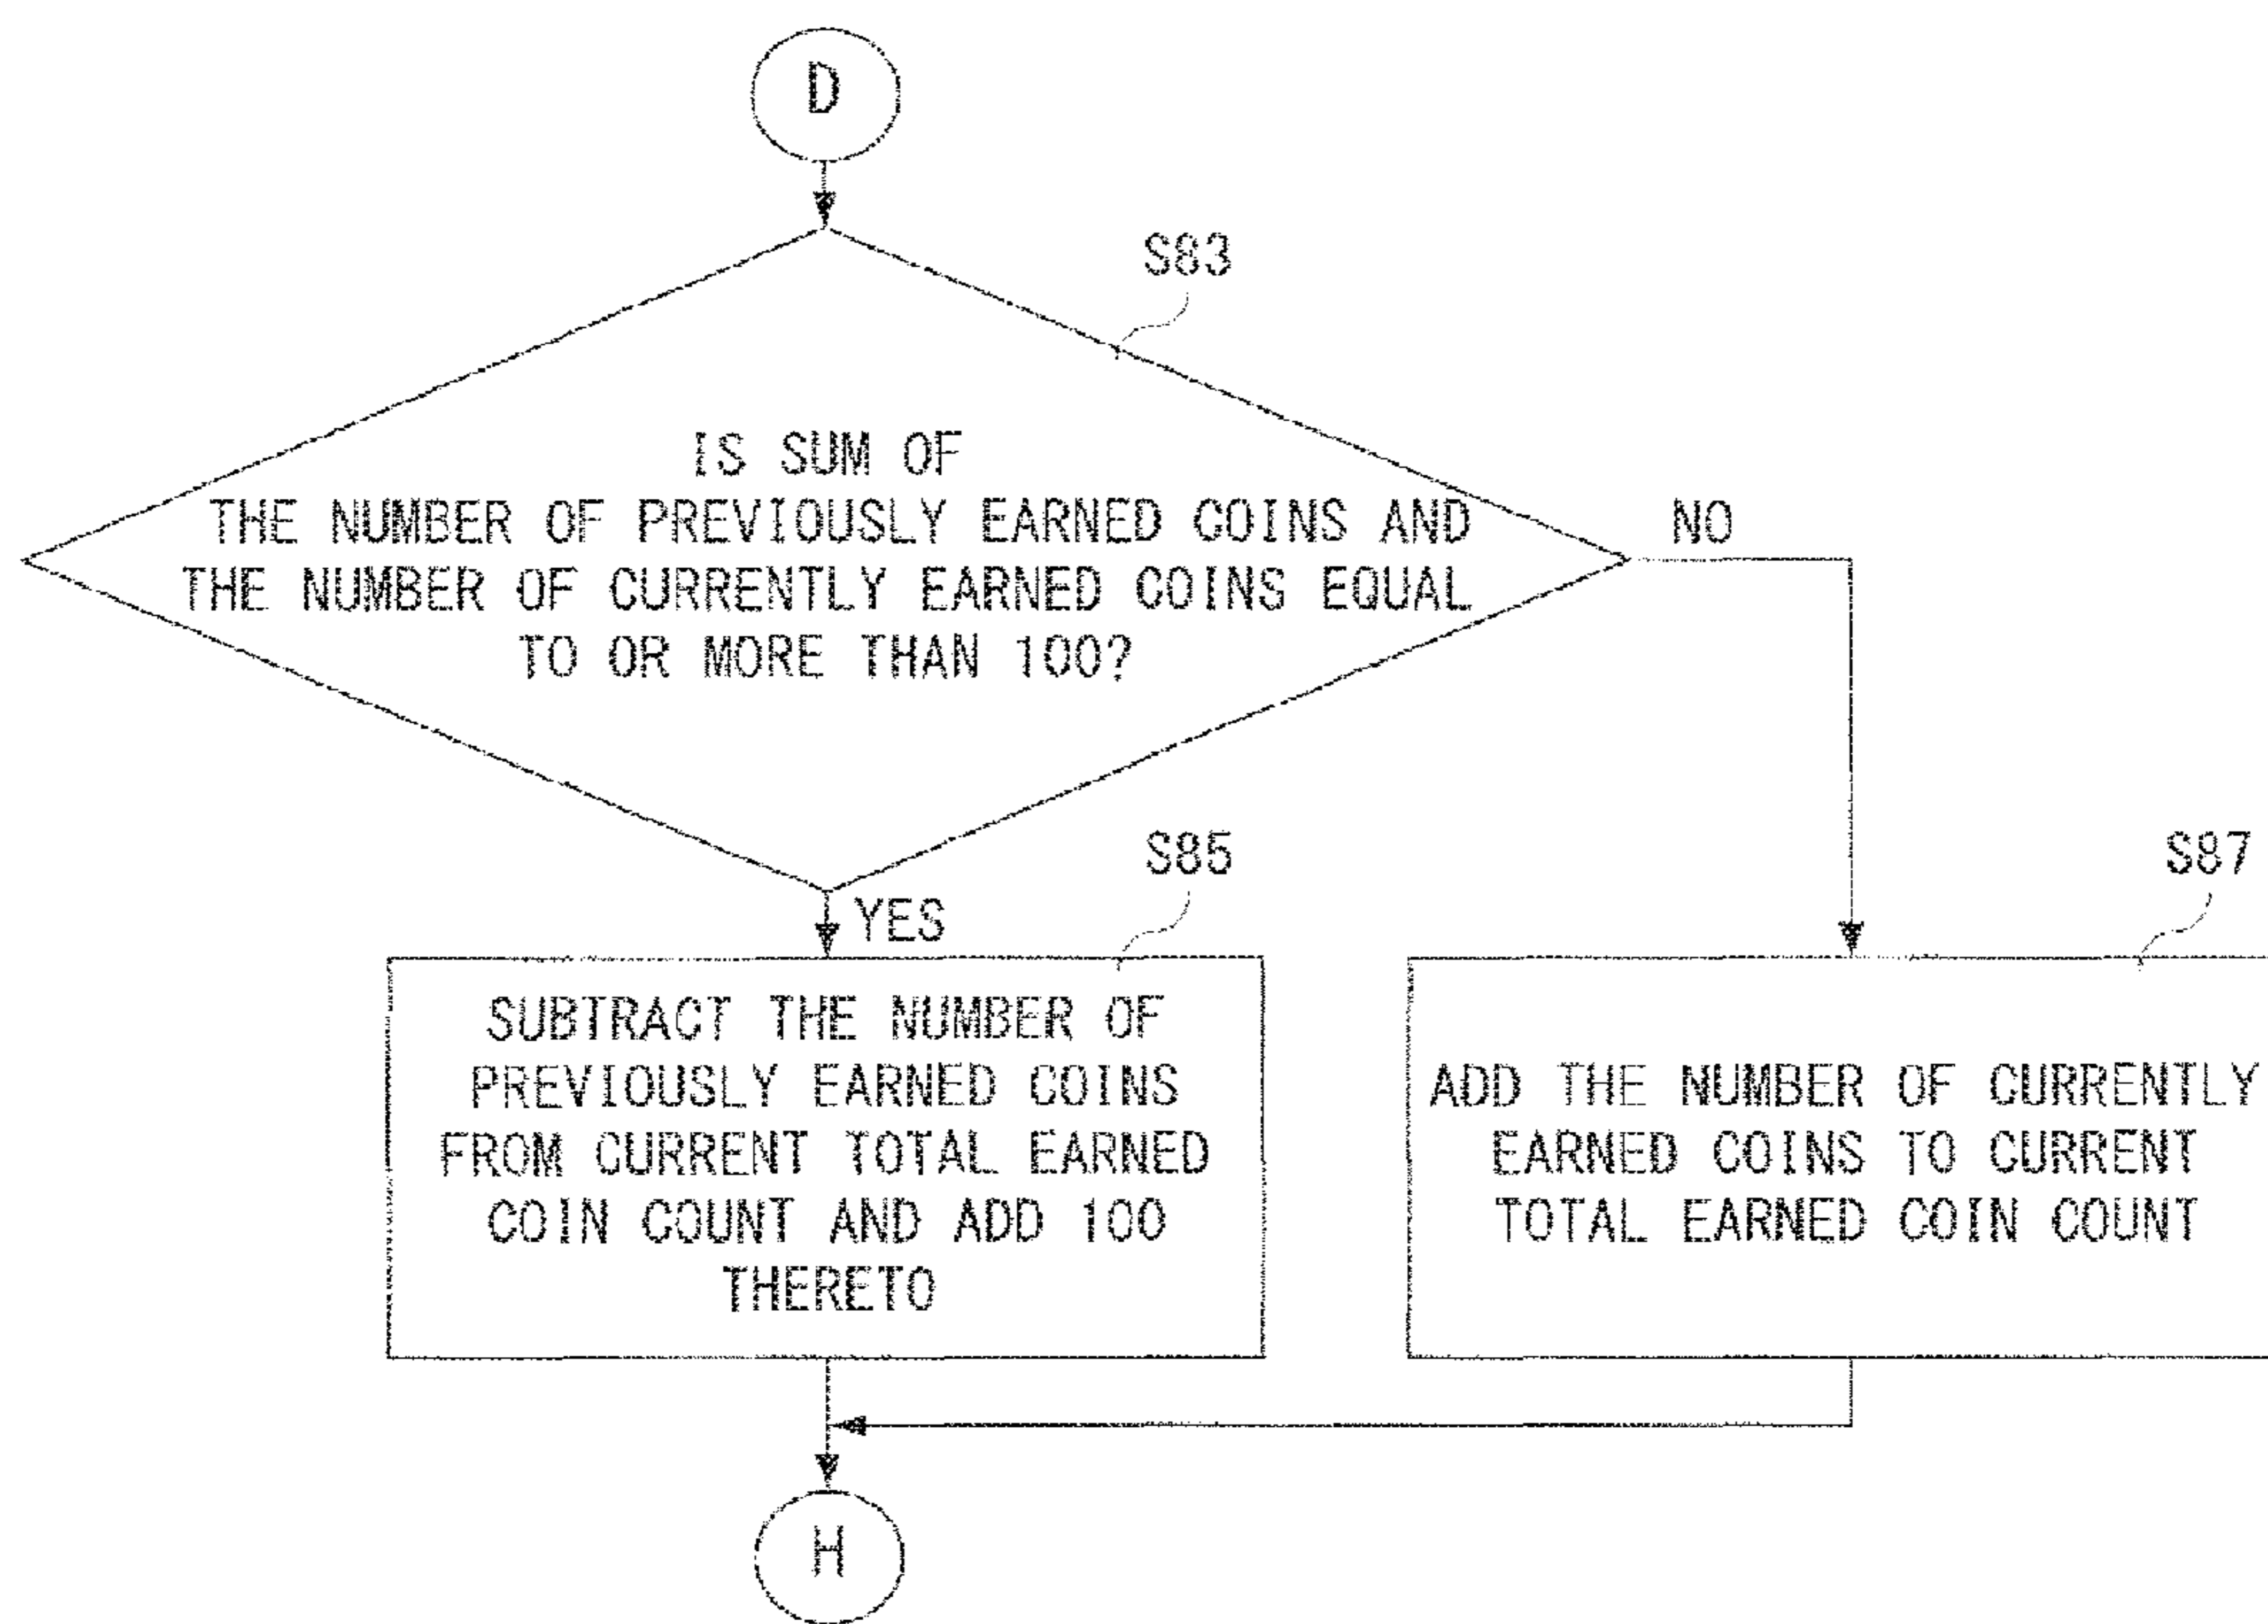 D
S83
IS SUM OF
THE NUMBER OF PREVIOUSLY EARNED COINS AND
THE NUMBER OF CURRENTLY EARNED COINS EQUAL
TO OR MORE THAN 100?
NO
YES
S85
SUBTRACT THE NUMBER OF
PREVIOUSLY EARNED COINS
FROM CURRENT TOTAL EARNED
COIN COUNT AND ADD 100
THERETO
S87
ADD THE NUMBER OF CURRENTLY
EARNED COINS TO CURRENT
TOTAL EARNED COIN COUNT
H